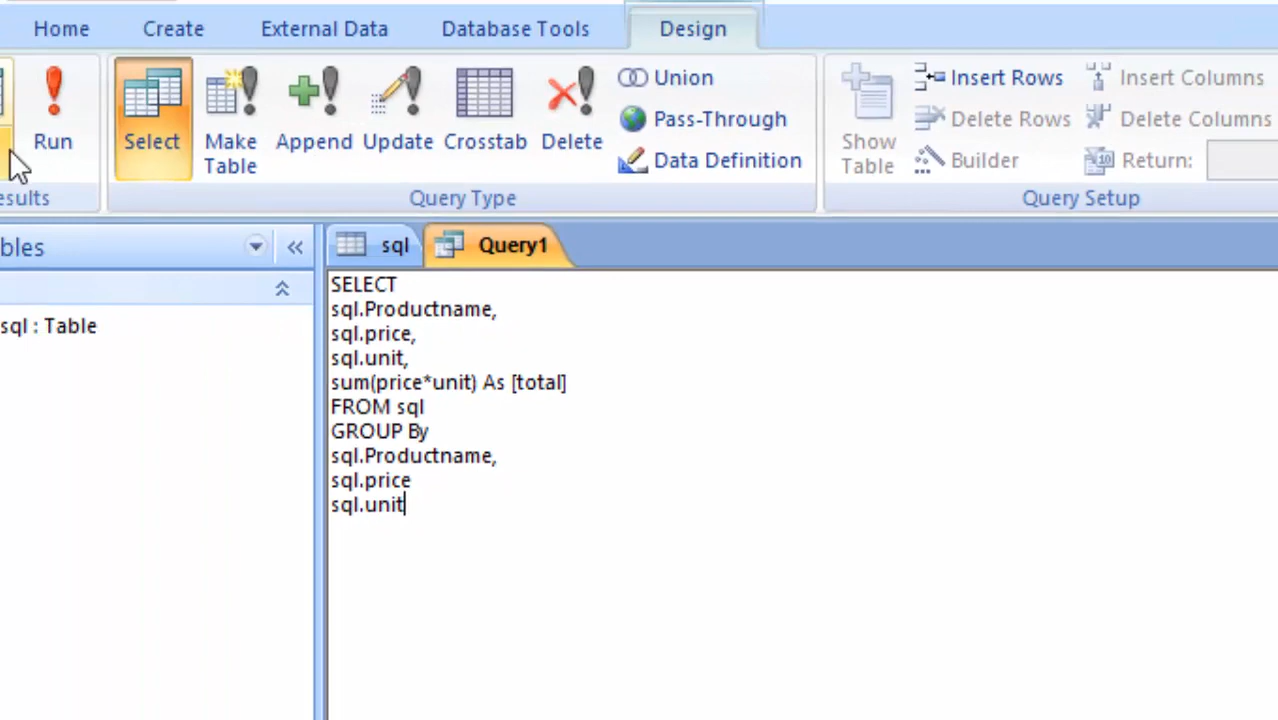 Home Create External Data Database Tools Design
Run Select Make Table Append Update Crosstab Delete
Union
Pass-Through
Data Definition
Show Table
Insert Rows
Delete Rows
Builder
Insert Columns
Delete Columns
Return:
esults Query Type Query Setup
bles
sql Query1
sql : Table
SELECT
sql.Productname,
sql.price,
sql.unit,
sum(price*unit) As [total]
FROM sql
GROUP By
sql.Productname,
sql.price
sql.unit